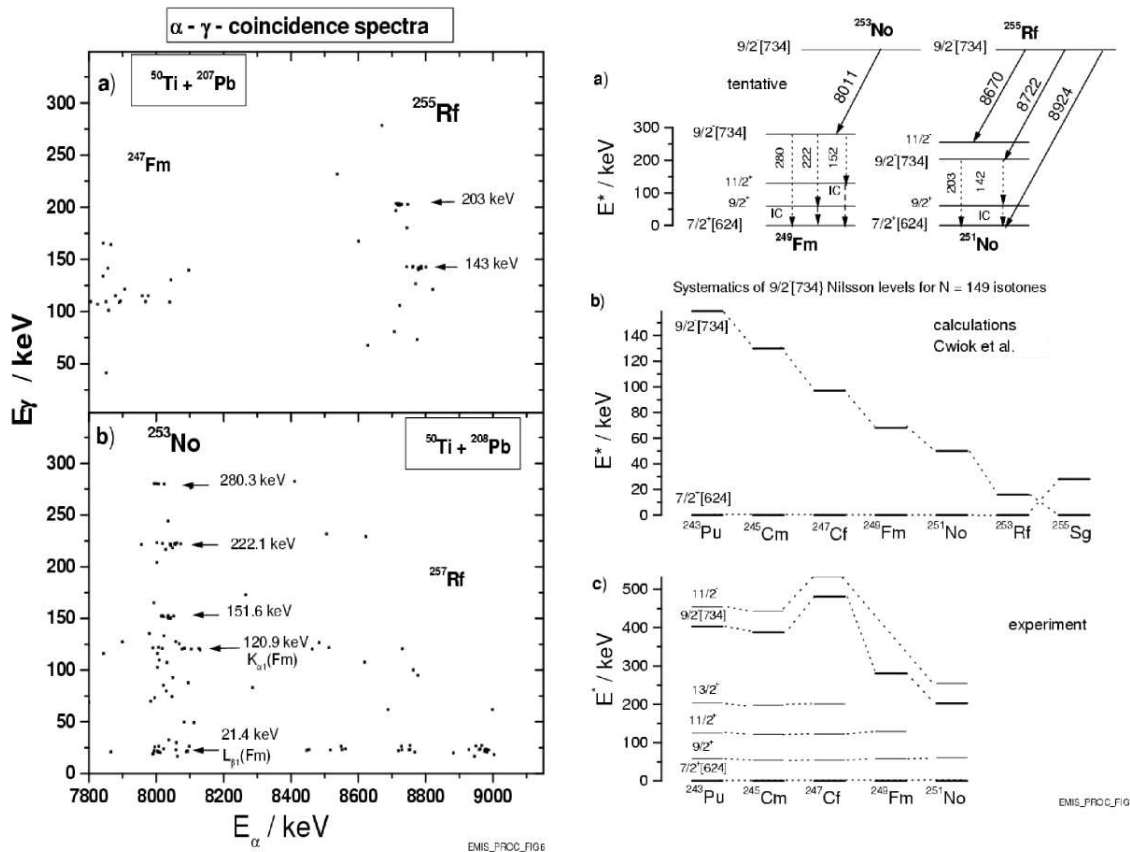 α - γ - coincidence spectra
a)
⁵⁰Ti + ²⁰⁷Pb
²⁵⁵Rf
²⁴⁷Fm
203 keV
143 keV
300
250
200
150
100
50
Eγ / keV
b)
²⁵³No
⁵⁰Ti + ²⁰⁸Pb
280.3 keV
222.1 keV
²⁵⁷Rf
151.6 keV
120.9 keV
Kα1(Fm)
21.4 keV
Lβ1(Fm)
300
250
200
150
100
50
0
7800 8000 8200 8400 8600 8800 9000
Eα / keV
EMIS_PROC_FIG6
²⁵³No ²⁵⁵Rf
9/2⁻[734] 9/2⁻[734]
a)
tentative
8011
8670
8722
8924
300
200
100
0
E* / keV
9/2⁻[734]
11/2⁺
9/2⁺
7/2⁺[624]
280
222
152
IC
IC
²⁴⁹Fm
11/2⁻
9/2⁻[734]
9/2⁺
7/2⁺[624]
203
142
IC
²⁵¹No
Systematics of 9/2⁻[734} Nilsson levels for N = 149 isotones
b)
9/2⁻[734]
calculations
Cwiok et al.
140
120
100
80
60
40
20
0
E* / keV
7/2⁺[624]
²⁴³Pu ²⁴⁵Cm ²⁴⁷Cf ²⁴⁹Fm ²⁵¹No ²⁵³Rf ²⁵⁵Sg
c)
500
400
300
200
100
0
E* / keV
11/2⁻
9/2⁻[734]
experiment
13/2⁺
11/2⁺
9/2⁺
7/2⁺[624]
²⁴³Pu ²⁴⁵Cm ²⁴⁷Cf ²⁴⁹Fm ²⁵¹No
EMIS_PROC_FIG